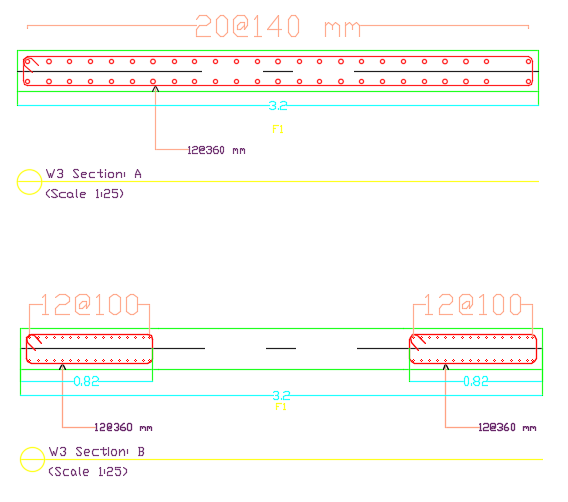 20@140 mm
3.2
F1
12@360 mm
W3 Section: A
(Scale 1:25)
12@100 12@100
0.82 0.82
3.2
F1
12@360 mm 12@360 mm
W3 Section: B
(Scale 1:25)